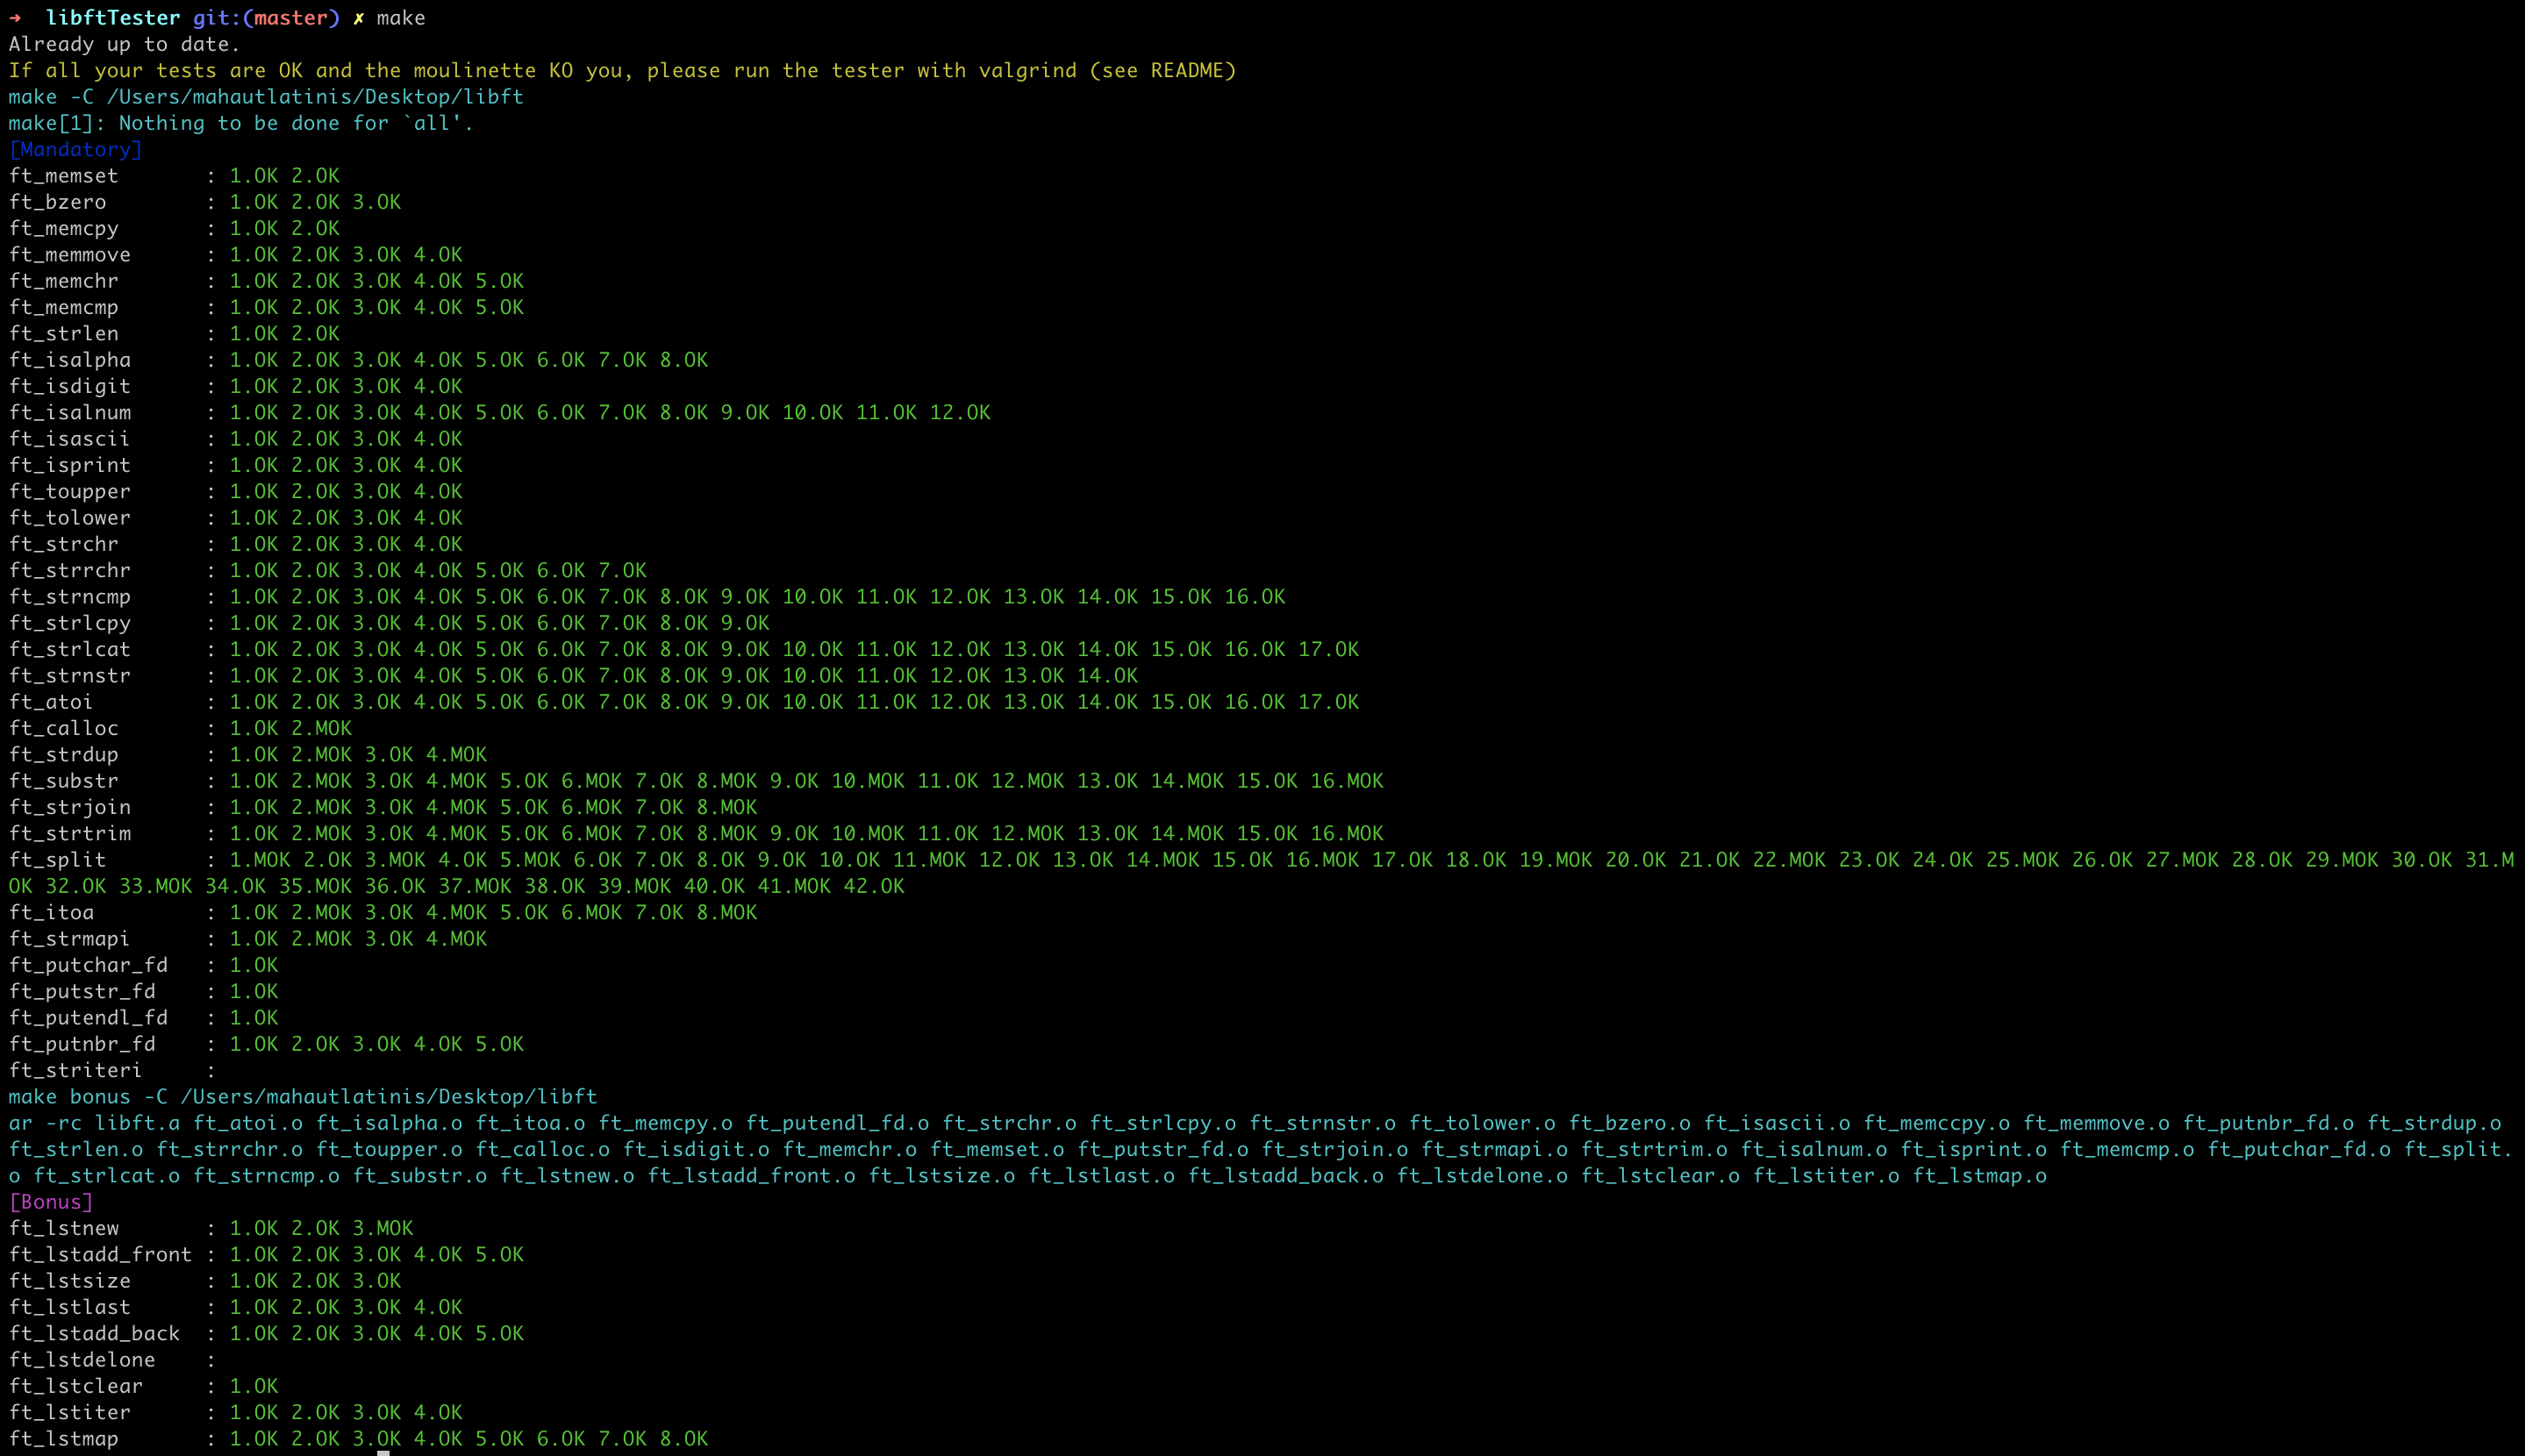 ➜  libftTester git:(master) ✗ make
Already up to date.
If all your tests are OK and the moulinette KO you, please run the tester with valgrind (see README)
make -C /Users/mahautlatinis/Desktop/libft
make[1]: Nothing to be done for `all'.
[Mandatory]
ft_memset       : 1.OK 2.OK
ft_bzero        : 1.OK 2.OK 3.OK
ft_memcpy       : 1.OK 2.OK
ft_memmove      : 1.OK 2.OK 3.OK 4.OK
ft_memchr       : 1.OK 2.OK 3.OK 4.OK 5.OK
ft_memcmp       : 1.OK 2.OK 3.OK 4.OK 5.OK
ft_strlen       : 1.OK 2.OK
ft_isalpha      : 1.OK 2.OK 3.OK 4.OK 5.OK 6.OK 7.OK 8.OK
ft_isdigit      : 1.OK 2.OK 3.OK 4.OK
ft_isalnum      : 1.OK 2.OK 3.OK 4.OK 5.OK 6.OK 7.OK 8.OK 9.OK 10.OK 11.OK 12.OK
ft_isascii      : 1.OK 2.OK 3.OK 4.OK
ft_isprint      : 1.OK 2.OK 3.OK 4.OK
ft_toupper      : 1.OK 2.OK 3.OK 4.OK
ft_tolower      : 1.OK 2.OK 3.OK 4.OK
ft_strchr       : 1.OK 2.OK 3.OK 4.OK
ft_strrchr      : 1.OK 2.OK 3.OK 4.OK 5.OK 6.OK 7.OK
ft_strncmp      : 1.OK 2.OK 3.OK 4.OK 5.OK 6.OK 7.OK 8.OK 9.OK 10.OK 11.OK 12.OK 13.OK 14.OK 15.OK 16.OK
ft_strlcpy      : 1.OK 2.OK 3.OK 4.OK 5.OK 6.OK 7.OK 8.OK 9.OK
ft_strlcat      : 1.OK 2.OK 3.OK 4.OK 5.OK 6.OK 7.OK 8.OK 9.OK 10.OK 11.OK 12.OK 13.OK 14.OK 15.OK 16.OK 17.OK
ft_strnstr      : 1.OK 2.OK 3.OK 4.OK 5.OK 6.OK 7.OK 8.OK 9.OK 10.OK 11.OK 12.OK 13.OK 14.OK
ft_atoi         : 1.OK 2.OK 3.OK 4.OK 5.OK 6.OK 7.OK 8.OK 9.OK 10.OK 11.OK 12.OK 13.OK 14.OK 15.OK 16.OK 17.OK
ft_calloc       : 1.OK 2.MOK
ft_strdup       : 1.OK 2.MOK 3.OK 4.MOK
ft_substr       : 1.OK 2.MOK 3.OK 4.MOK 5.OK 6.MOK 7.OK 8.MOK 9.OK 10.MOK 11.OK 12.MOK 13.OK 14.MOK 15.OK 16.MOK
ft_strjoin      : 1.OK 2.MOK 3.OK 4.MOK 5.OK 6.MOK 7.OK 8.MOK
ft_strtrim      : 1.OK 2.MOK 3.OK 4.MOK 5.OK 6.MOK 7.OK 8.MOK 9.OK 10.MOK 11.OK 12.MOK 13.OK 14.MOK 15.OK 16.MOK
ft_split        : 1.MOK 2.OK 3.MOK 4.OK 5.MOK 6.OK 7.OK 8.OK 9.OK 10.OK 11.MOK 12.OK 13.OK 14.MOK 15.OK 16.MOK 17.OK 18.OK 19.MOK 20.OK 21.OK 22.MOK 23.OK 24.OK 25.MOK 26.OK 27.MOK 28.OK 29.MOK 30.OK 31.M
OK 32.OK 33.MOK 34.OK 35.MOK 36.OK 37.MOK 38.OK 39.MOK 40.OK 41.MOK 42.OK
ft_itoa         : 1.OK 2.MOK 3.OK 4.MOK 5.OK 6.MOK 7.OK 8.MOK
ft_strmapi      : 1.OK 2.MOK 3.OK 4.MOK
ft_putchar_fd   : 1.OK
ft_putstr_fd    : 1.OK
ft_putendl_fd   : 1.OK
ft_putnbr_fd    : 1.OK 2.OK 3.OK 4.OK 5.OK
ft_striteri     :
make bonus -C /Users/mahautlatinis/Desktop/libft
ar -rc libft.a ft_atoi.o ft_isalpha.o ft_itoa.o ft_memcpy.o ft_putendl_fd.o ft_strchr.o ft_strlcpy.o ft_strnstr.o ft_tolower.o ft_bzero.o ft_isascii.o ft_memccpy.o ft_memmove.o ft_putnbr_fd.o ft_strdup.o
ft_strlen.o ft_strrchr.o ft_toupper.o ft_calloc.o ft_isdigit.o ft_memchr.o ft_memset.o ft_putstr_fd.o ft_strjoin.o ft_strmapi.o ft_strtrim.o ft_isalnum.o ft_isprint.o ft_memcmp.o ft_putchar_fd.o ft_split.
o ft_strlcat.o ft_strncmp.o ft_substr.o ft_lstnew.o ft_lstadd_front.o ft_lstsize.o ft_lstlast.o ft_lstadd_back.o ft_lstdelone.o ft_lstclear.o ft_lstiter.o ft_lstmap.o
[Bonus]
ft_lstnew       : 1.OK 2.OK 3.MOK
ft_lstadd_front : 1.OK 2.OK 3.OK 4.OK 5.OK
ft_lstsize      : 1.OK 2.OK 3.OK
ft_lstlast      : 1.OK 2.OK 3.OK 4.OK
ft_lstadd_back  : 1.OK 2.OK 3.OK 4.OK 5.OK
ft_lstdelone    :
ft_lstclear     : 1.OK
ft_lstiter      : 1.OK 2.OK 3.OK 4.OK
ft_lstmap       : 1.OK 2.OK 3.OK 4.OK 5.OK 6.OK 7.OK 8.OK